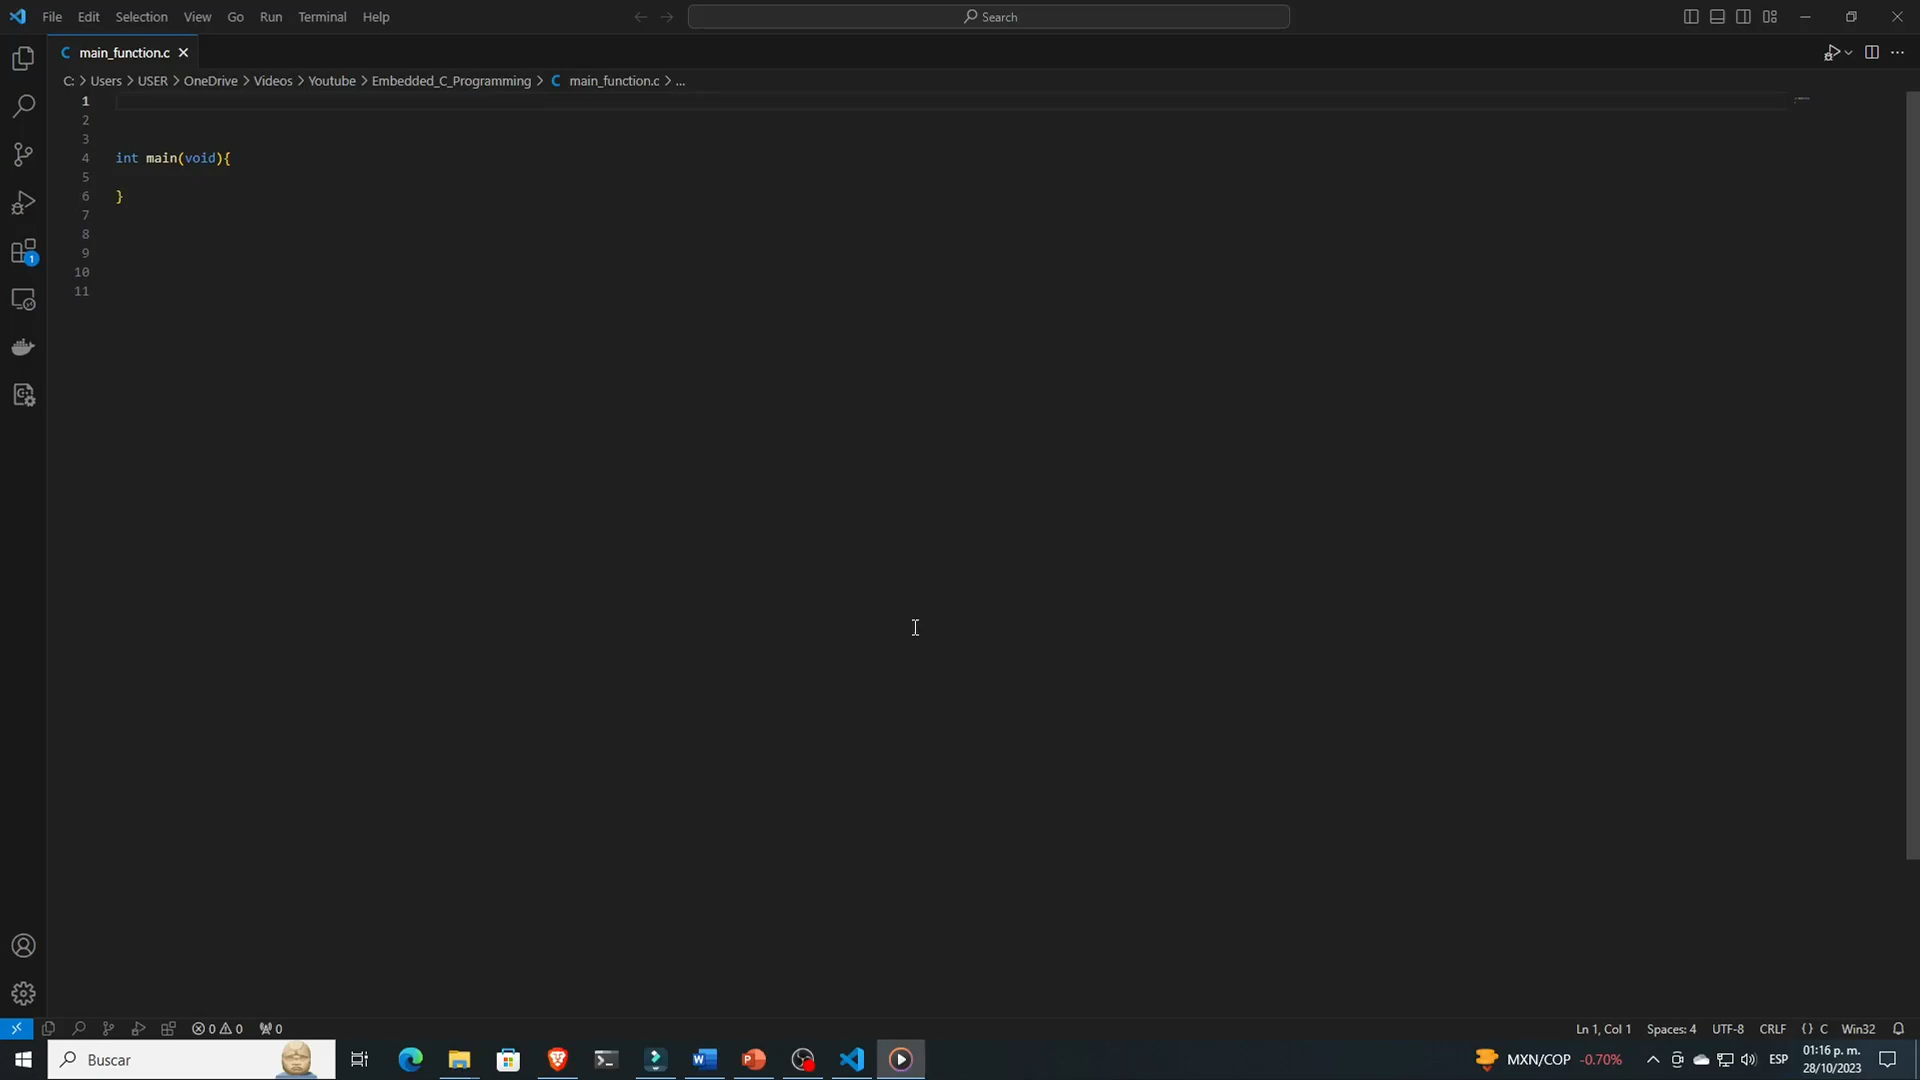 File Edit Selection View Go Run Terminal Help
Search
main_function.c
C: > Users > USER > OneDrive > Videos > Youtube > Embedded_C_Programming > C main_function.c > ...
1
2
3
4 int main(void){
5
6 }
7
8
9
10
11
1
0 0 0
Ln 1, Col 1 Spaces: 4 UTF-8 CRLF {} C Win32
Buscar
MXN/COP -0.70% ESP
01:16 p. m.
28/10/2023